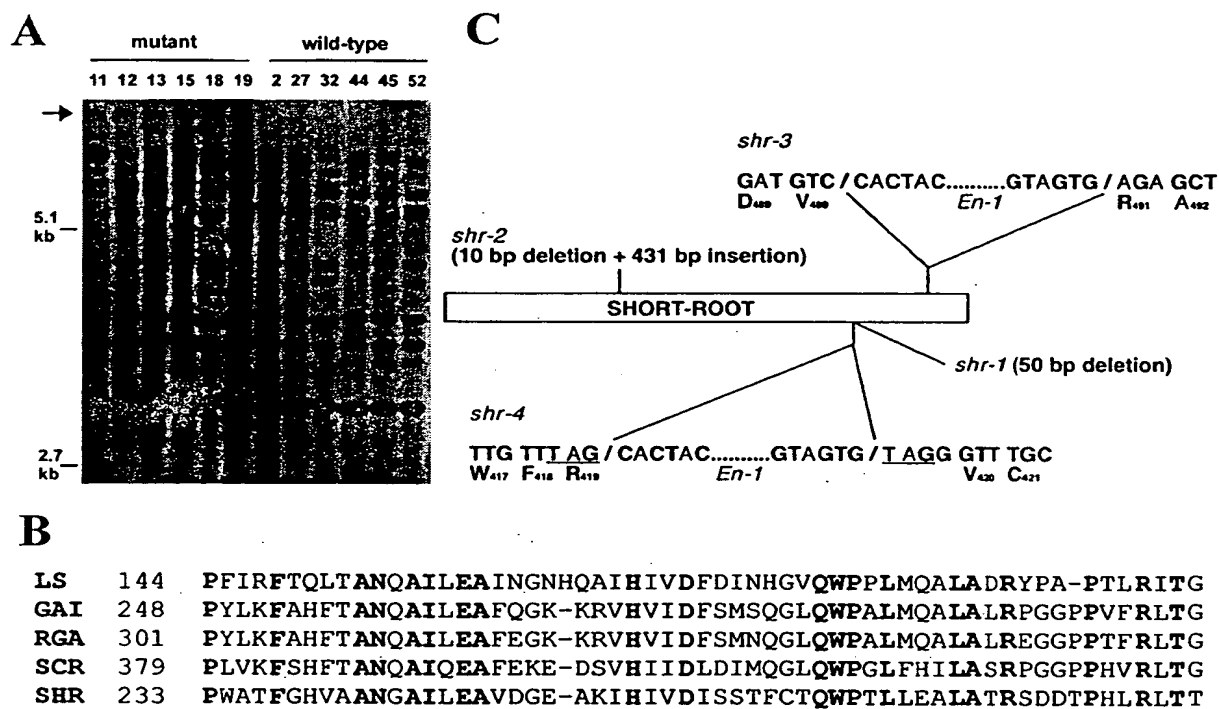 A
mutant wild-type
11 12 13 15 18 19 2 27 32 44 45 52
5.1
kb
2.7
kb
C
shr-3
GAT GTC / CACTAC..........GTAGTG / AGA GCT
D489 V490 En-1 R491 A492
shr-2
(10 bp deletion + 431 bp insertion)
SHORT-ROOT
shr-1 (50 bp deletion)
shr-4
TTG TTT TAG / CACTAC..........GTAGTG / TAGG GTT TGC
W417 F418 R419 En-1 V420 C421
B
LS 144 PFIRFTQLTANQAILEAINGNHQAIHIVDFDINHGVQWPPLMQALADRYPA-PTLRITG
GAI 248 PYLKFAHFTANQAILEAFQGK-KRVHVIDFSMSQGLQWPALMQALALRPGGPPVFRLTG
RGA 301 PYLKFAHFTANQAILEAFEGK-KRVHVIDFSMNQGLQWPALMQALALREGGPPTFRLTG
SCR 379 PLVKFSHFTANQAIQEAFEKE-DSVHIIDLDIMQGLQWPGLFHILASRPGGPPHVRLTG
SHR 233 PWATFGHVAANGAILEAVDGE-AKIHIVDISSTFCTQWPTLLEALATRSDDTPHLRLTT